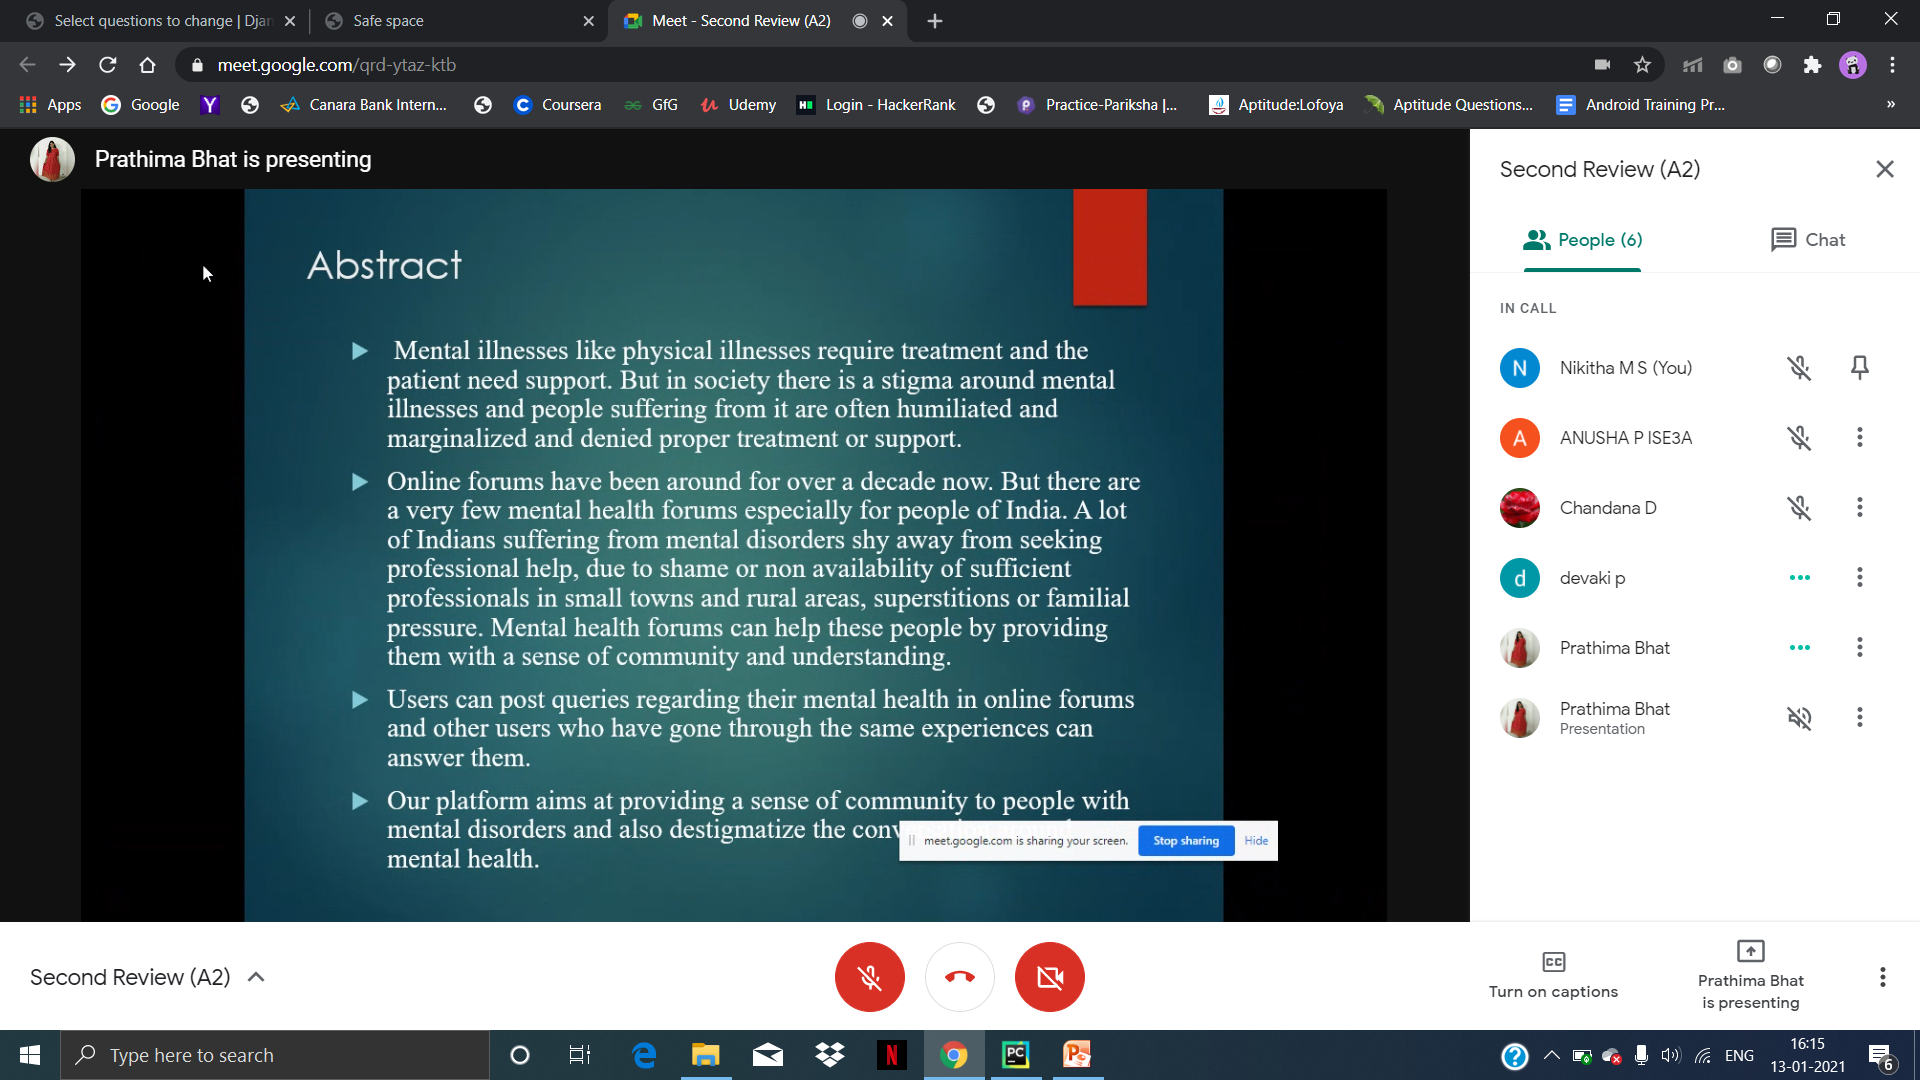 Select questions to change | Djan
Safe space
Meet - Second Review (A2)
meet.google.com/qrd-ytaz-ktb
Apps
Google
Canara Bank Intern...
Coursera
GfG
Udemy
Login - HackerRank
Practice-Pariksha |...
Aptitude:Lofoya
Aptitude Questions...
Android Training Pr...
»
Prathima Bhat is presenting
Abstract
Mental illnesses like physical illnesses require treatment and the
patient need support. But in society there is a stigma around mental
illnesses and people suffering from it are often humiliated and
marginalized and denied proper treatment or support.
Online forums have been around for over a decade now. But there are
a very few mental health forums especially for people of India. A lot
of Indians suffering from mental disorders shy away from seeking
professional help, due to shame or non availability of sufficient
professionals in small towns and rural areas, superstitions or familial
pressure. Mental health forums can help these people by providing
them with a sense of community and understanding.
Users can post queries regarding their mental health in online forums
and other users who have gone through the same experiences can
answer them.
Our platform aims at providing a sense of community to people with
mental disorders and also destigmatize the
mental health.
meet.google.com is sharing your screen.
Stop sharing
Hide
Second Review (A2)
People (6)
Chat
IN CALL
N
Nikitha M S (You)
A
ANUSHA P ISE3A
Chandana D
d
devaki p
Prathima Bhat
Prathima Bhat
Presentation
Second Review (A2)
CC
Turn on captions
Prathima Bhat
is presenting
Type here to search
N
PC
P
ENG
16:15
13-01-2021
6